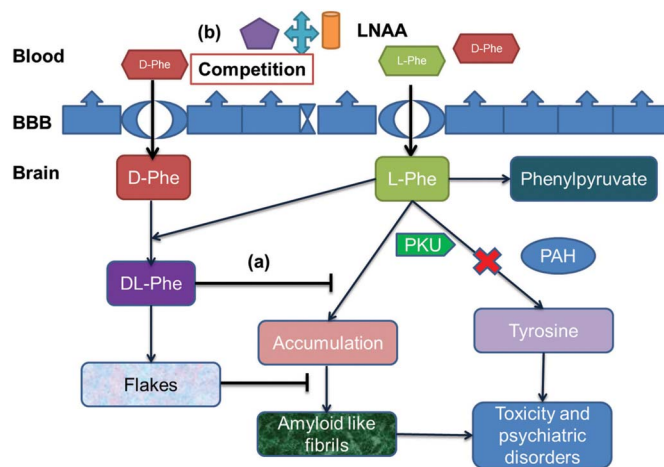 (b)
LNAA
Blood
D-Phe
L-Phe
D-Phe
Competition
BBB
Brain
D-Phe
L-Phe
Phenylpyruvate
PKU
PAH
(a)
DL-Phe
Accumulation
Tyrosine
Flakes
Amyloid like
fibrils
Toxicity and
psychiatric
disorders